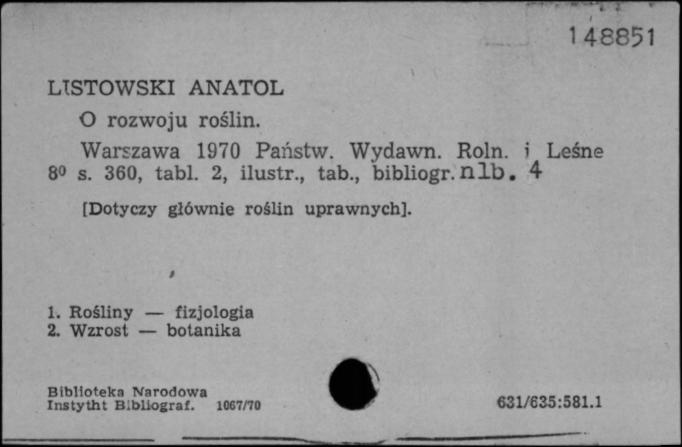 148851
LISTOWSKI ANATOL
O rozwoju roślin.
Warszawa 1970 Państw. Wydawn. Roln. i Leśne
8⁰ s. 360, tabl. 2, ilustr., tab., bibliogr. nlb. 4
[Dotyczy głównie roślin uprawnych].
1. Rośliny — fizjologia
2. Wzrost — botanika
Biblioteka Narodowa
Instytht Bibliograf. 1067/70
631/635:581.1